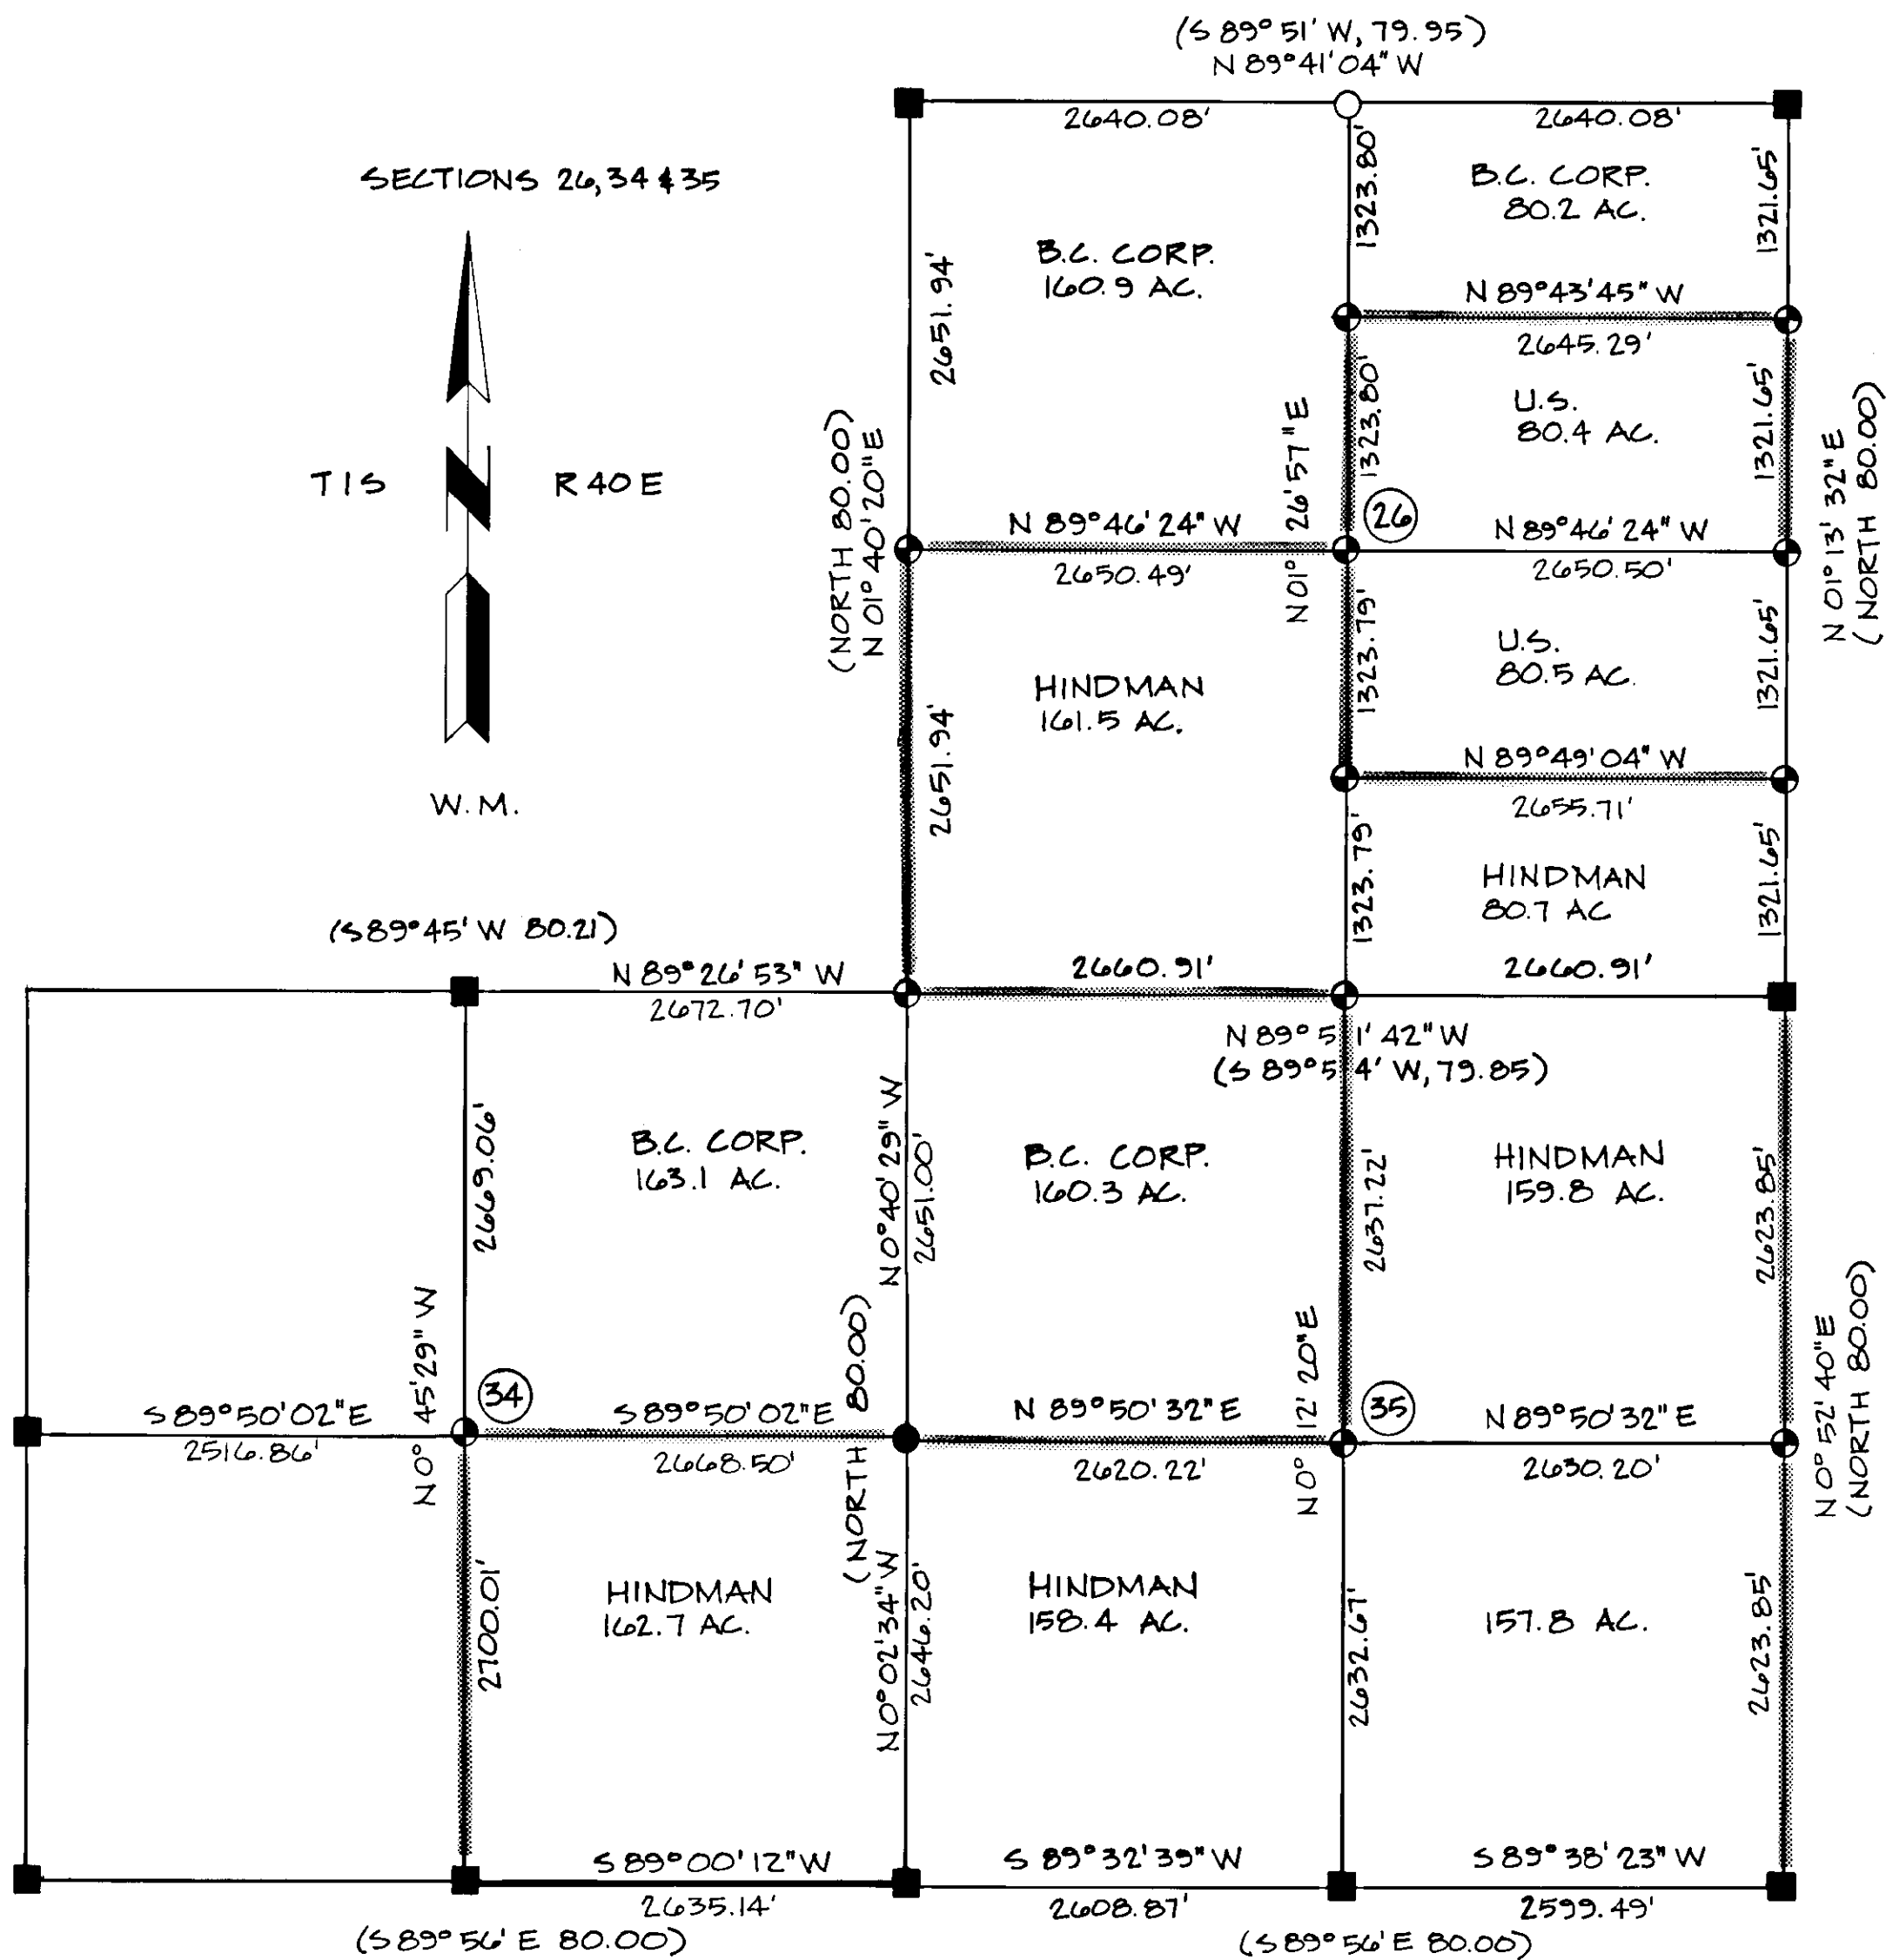 (S 89° 51' W, 79.95)
N 89° 41' 04" W
2640.08'
2640.08'
SECTIONS 26, 34 & 35
1323.80'
B.C. CORP.
80.2 AC.
1321.65'
B.C. CORP.
160.9 AC.
2651.94'
N 89° 43' 45" W
2645.29'
1323.80'
U.S.
80.4 AC.
1321.65'
T1S
N
R40E
(NORTH 80.00)
N 01° 40' 20" E
N 01° 26' 57" E
N 01° 13' 32" E
(NORTH 80.00)
N 89° 46' 24" W
26
N 89° 46' 24" W
2650.49'
2650.50'
1323.79'
U.S.
80.5 AC.
1321.65'
HINDMAN
161.5 AC.
2651.94'
W.M.
N 89° 49' 04" W
2655.71'
1323.79'
HINDMAN
80.7 AC
1321.65'
(S 89° 45' W 80.21)
N 89° 26' 53" W
2672.70'
2660.91'
2660.91'
N 89° 51' 42" W
(S 89° 54' W, 79.85)
2669.06'
B.C. CORP.
163.1 AC.
N 0° 40' 29" W
2651.00'
B.C. CORP.
160.3 AC.
2637.22'
HINDMAN
159.8 AC.
2623.85'
N 0° 45' 29" W
(NORTH 80.00)
N 0° 12' 20" E
N 0° 52' 40" E
(NORTH 80.00)
S 89° 50' 02" E
34
S 89° 50' 02" E
N 89° 50' 32" E
35
N 89° 50' 32" E
2516.86'
2668.50'
2620.22'
2630.20'
2700.01'
HINDMAN
162.7 AC.
N 0° 02' 34" W
2646.20'
HINDMAN
158.4 AC.
2632.67'
157.8 AC.
2623.85'
S 89° 00' 12" W
S 89° 32' 39" W
S 89° 38' 23" W
2635.14'
2608.87'
2599.49'
(S 89° 56' E 80.00)
(S 89° 56' E 80.00)